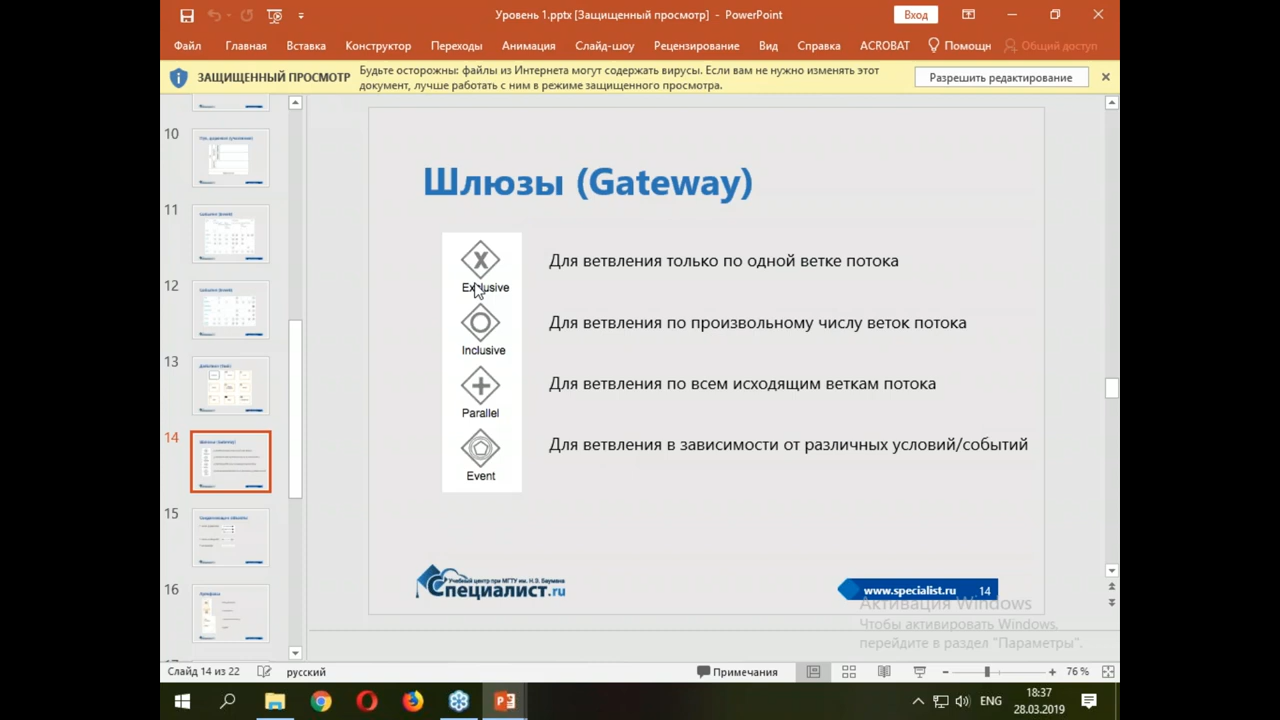 Уровень 1.pptx [Защищенный просмотр] - PowerPoint
Вход
Файл Главная Вставка Конструктор Переходы Анимация Слайд-шоу Рецензирование Вид Справка ACROBAT Помощн Общий доступ
ЗАЩИЩЕННЫЙ ПРОСМОТР
Будьте осторожны: файлы из Интернета могут содержать вирусы. Если вам не нужно изменять этот
документ, лучше работать с ним в режиме защищенного просмотра.
Разрешить редактирование
10
11
12
13
14
15
16
Шлюзы (Gateway)
Для ветвления только по одной ветке потока
Exclusive
Для ветвления по произвольному числу веток потока
Inclusive
Для ветвления по всем исходящим веткам потока
Parallel
Для ветвления в зависимости от различных условий/событий
Event
Учебный центр при МГТУ им. Н.Э. Баумана
Специалист.ru
www.specialist.ru 14
Активация Windows
Чтобы активировать Windows,
перейдите в раздел "Параметры".
Слайд 14 из 22 русский Примечания 76 %
ENG
18:37
28.03.2019